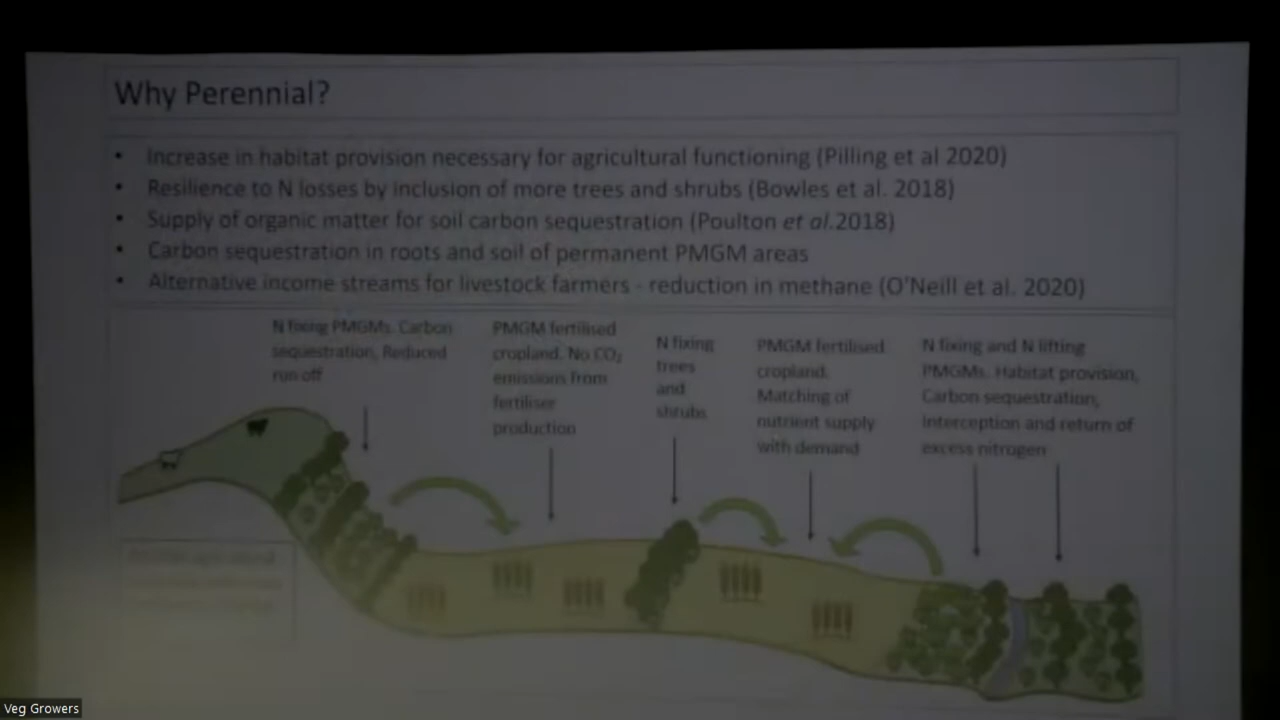 Why Perennial?
• Increase in habitat provision necessary for agricultural functioning (Pilling et al 2020)
• Resilience to N losses by inclusion of more trees and shrubs (Bowles et al. 2018)
• Supply of organic matter for soil carbon sequestration (Poulton et al.2018)
• Carbon sequestration in roots and soil of permanent PMGM areas
• Alternative income streams for livestock farmers - reduction in methane (O'Neill et al. 2020)
N fixing PMGMs. Carbon
sequestration, Reduced
run off
PMGM fertilised
cropland. No CO₂
emissions from
fertiliser
production
N fixing
trees
and
shrubs
PMGM fertilised
cropland.
Matching of
nutrient supply
with demand
N fixing and N lifting
PMGMs. Habitat provision,
Carbon sequestration,
interception and return of
excess nitrogen
Veg Growers